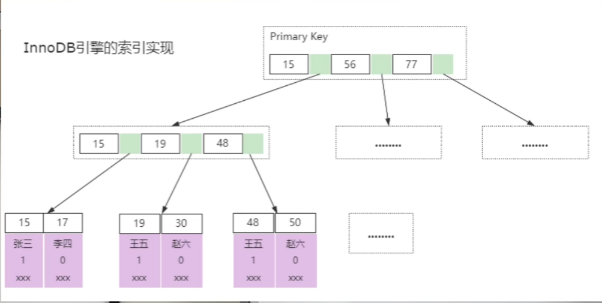 InnoDB引擎的索引实现
Primary Key
15 56 77
15 19 48
........
........
15 17
张三 李四
1 0
xxx xxx
19 30
王五 赵六
1 0
xxx xxx
48 50
王五 赵六
1 0
xxx xxx
........